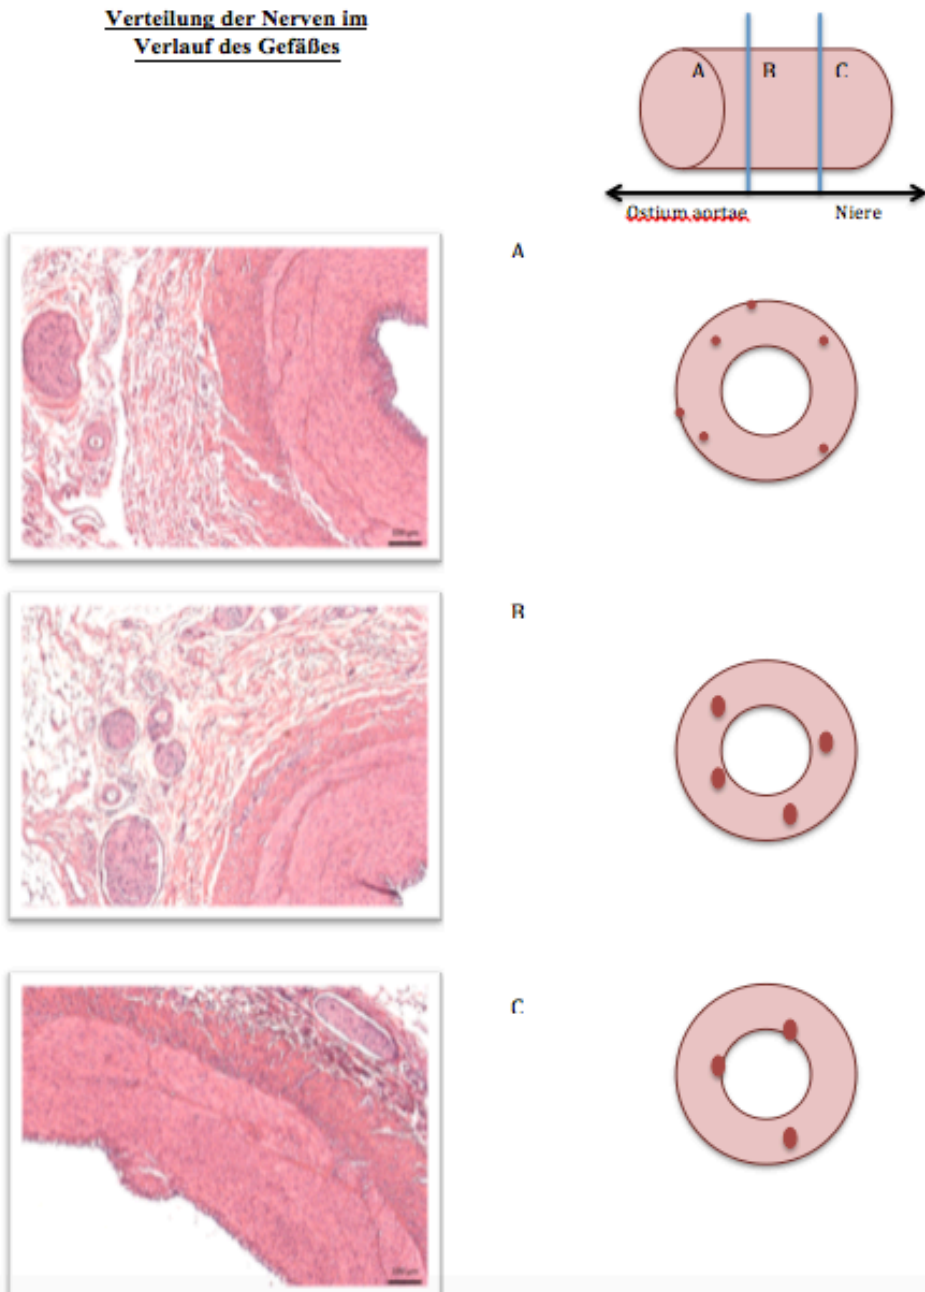 Verteilung der Nerven im
Verlauf des Gefäßes
A B C
Ostium aortae Niere
A
B
C